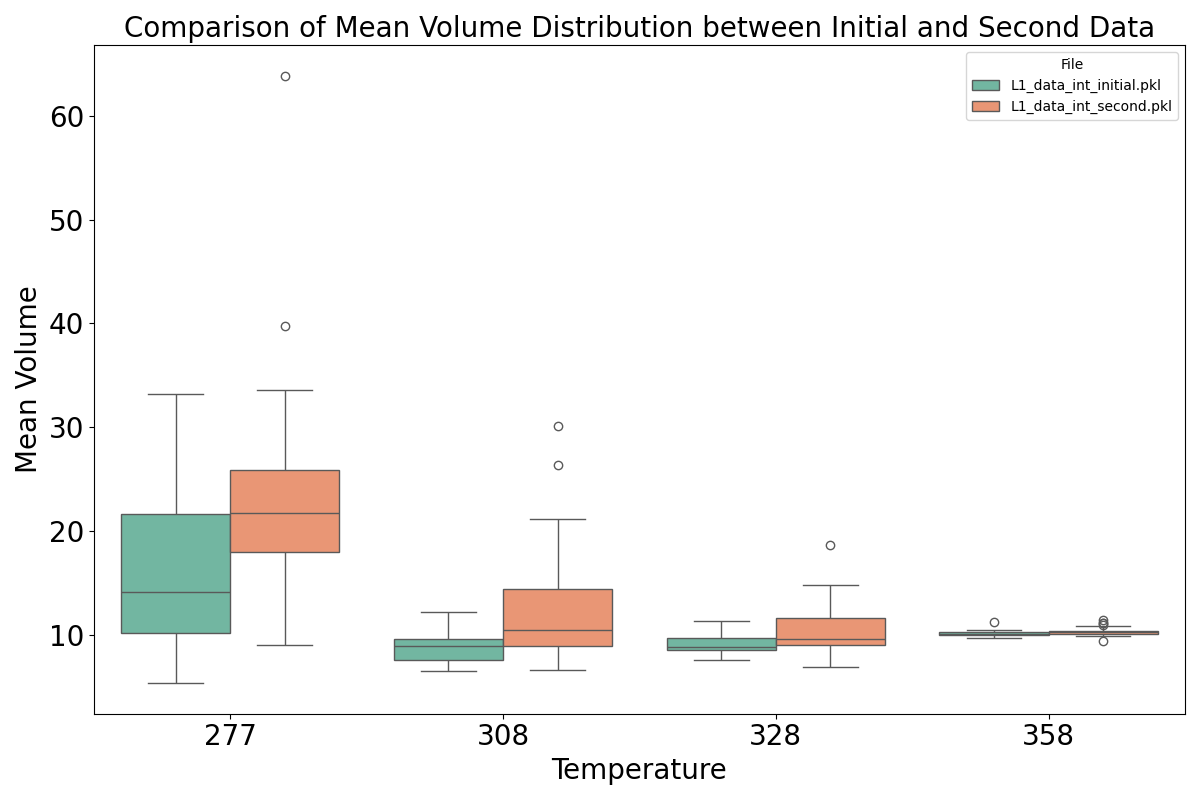 Comparison of Mean Volume Distribution between Initial and Second Data
File
L1_data_int_initial.pkl
L1_data_int_second.pkl
60
50
40
30
20
10
Mean Volume
277 308 328 358
Temperature